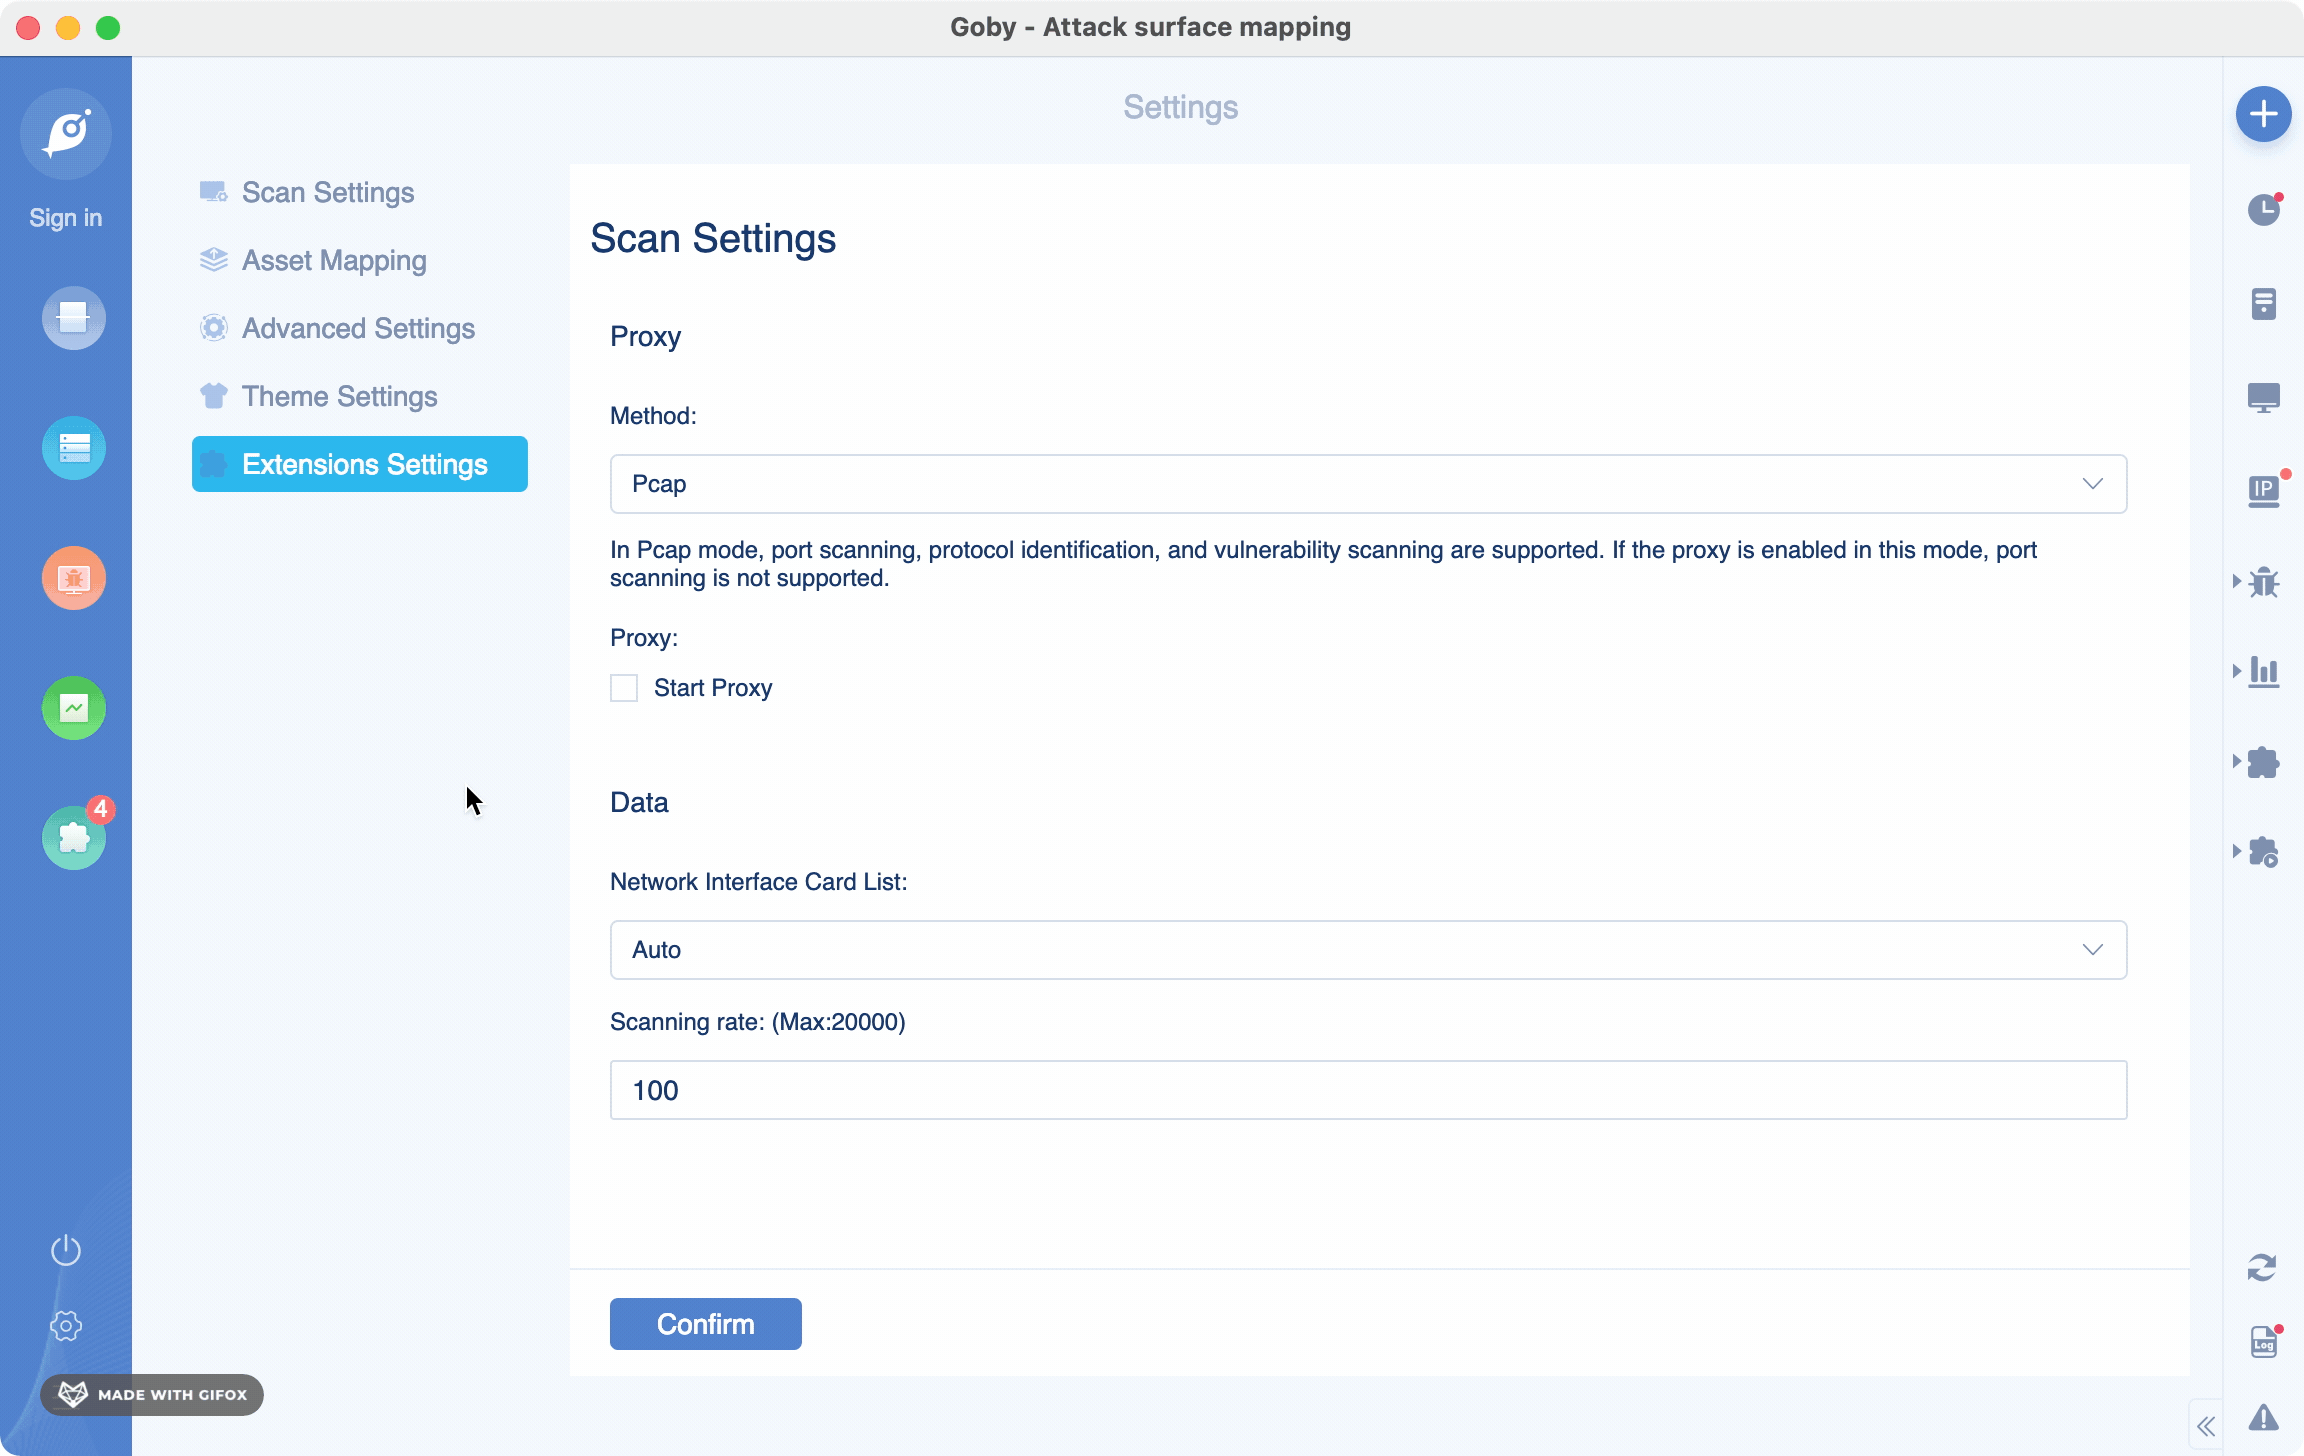 Goby - Attack surface mapping
Settings
Sign in
4
MADE WITH GIFOX
Scan Settings
Asset Mapping
Advanced Settings
Theme Settings
Extensions Settings
Scan Settings
Proxy
Method:
Pcap
In Pcap mode, port scanning, protocol identification, and vulnerability scanning are supported. If the proxy is enabled in this mode, port
scanning is not supported.
Proxy:
Start Proxy
Data
Network Interface Card List:
Auto
Scanning rate: (Max:20000)
100
Confirm
IP
Log